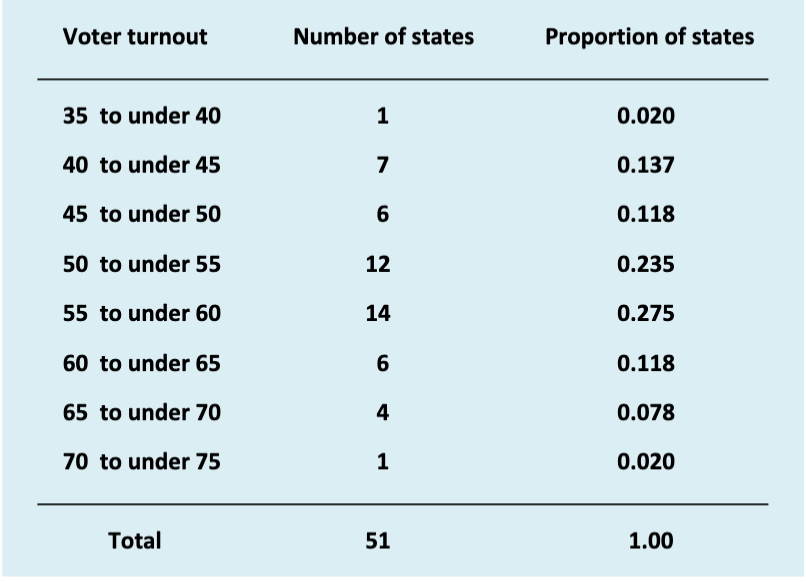 Voter turnout Number of states Proportion of states
35 to under 40 1 0.020
40 to under 45 7 0.137
45 to under 50 6 0.118
50 to under 55 12 0.235
55 to under 60 14 0.275
60 to under 65 6 0.118
65 to under 70 4 0.078
70 to under 75 1 0.020
Total 51 1.00